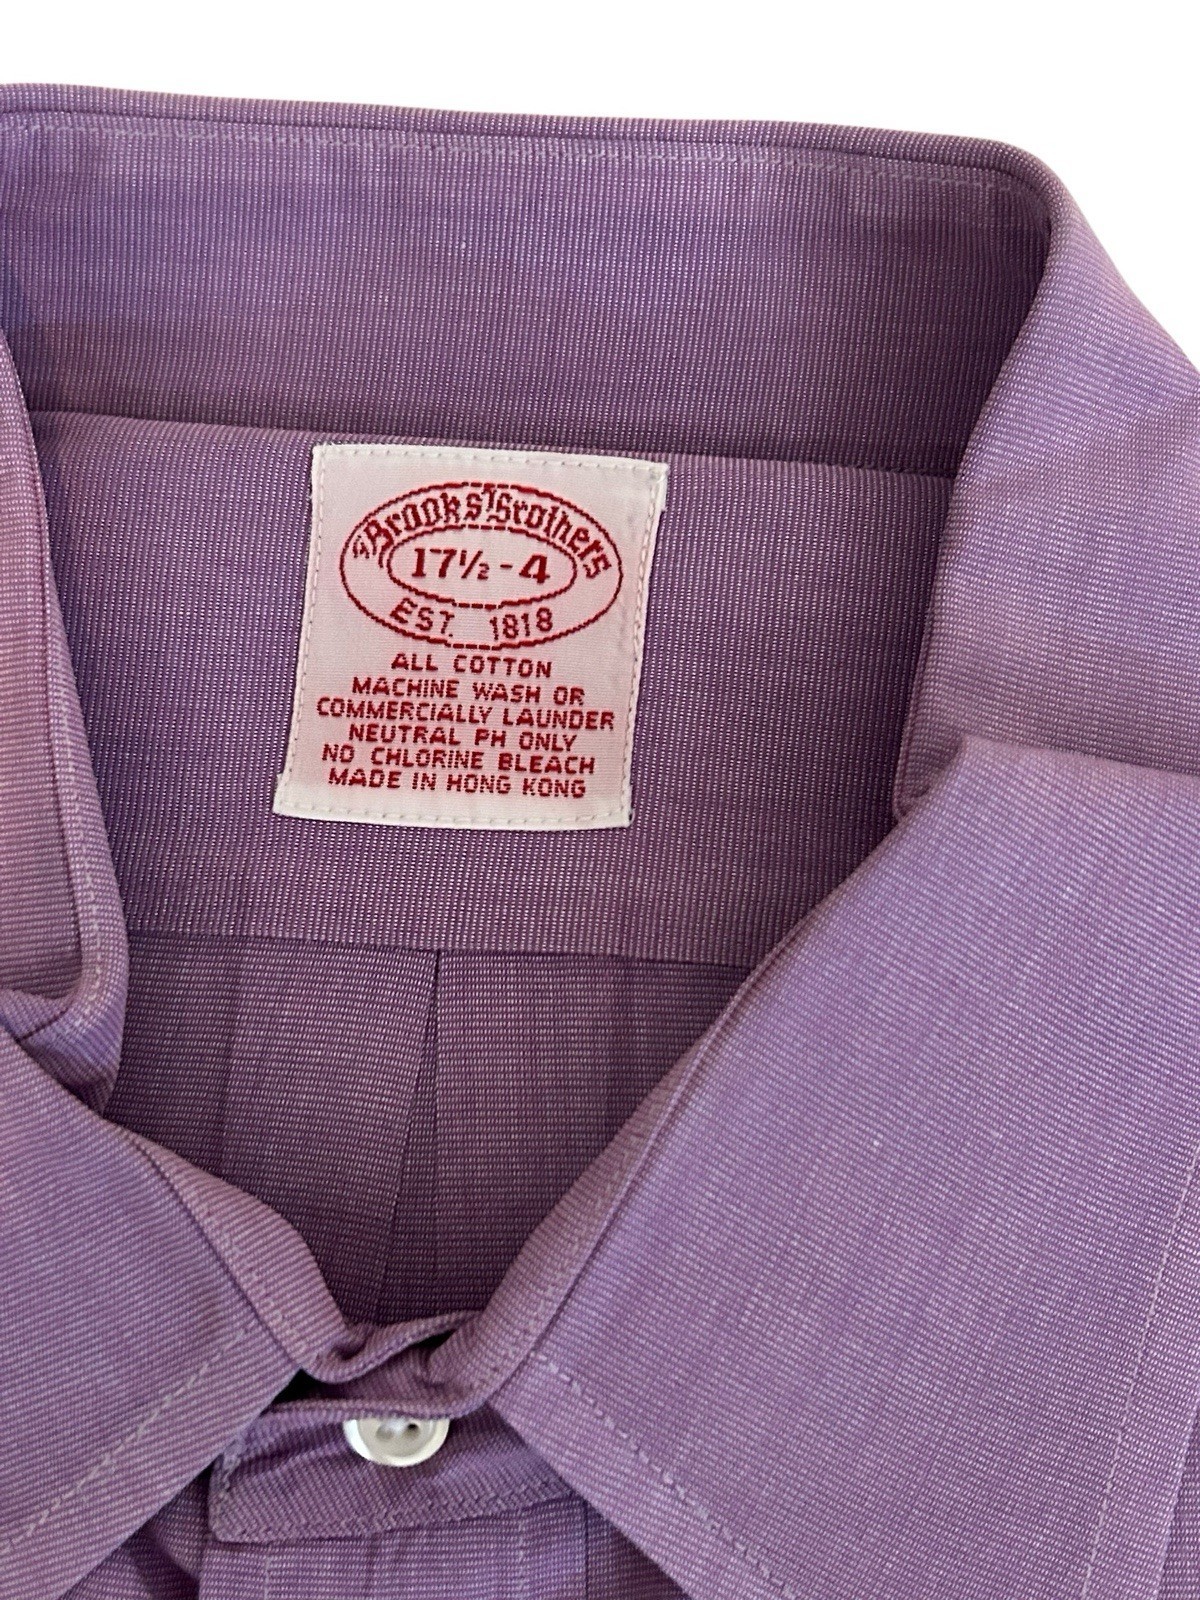 Brooks Brothers
17½ - 4
EST. 1818
ALL COTTON
MACHINE WASH OR
COMMERCIALLY LAUNDER
NEUTRAL PH ONLY
NO CHLORINE BLEACH
MADE IN HONG KONG